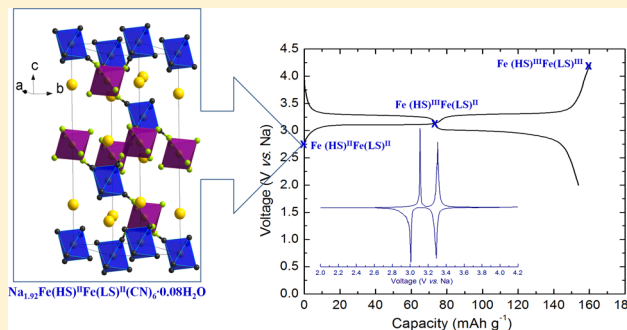 c
a
b
Na₁.₉₂Fe(HS)ᴵᴵFe(LS)ᴵᴵ(CN)₆·0.08H₂O
Voltage (V vs. Na)
4.5
4.0
3.5
3.0
2.5
2.0
1.5
1.0
0.5
0.0
Fe (HS)ᴵᴵᴵFe(LS)ᴵᴵᴵ
Fe (HS)ᴵᴵᴵFe(LS)ᴵᴵ
Fe (HS)ᴵᴵFe(LS)ᴵᴵ
2.0 2.2 2.4 2.6 2.8 3.0 3.2 3.4 3.6 3.8 4.0 4.2
Voltage (V vs. Na)
0 20 40 60 80 100 120 140 160 180
Capacity (mAh g⁻¹)